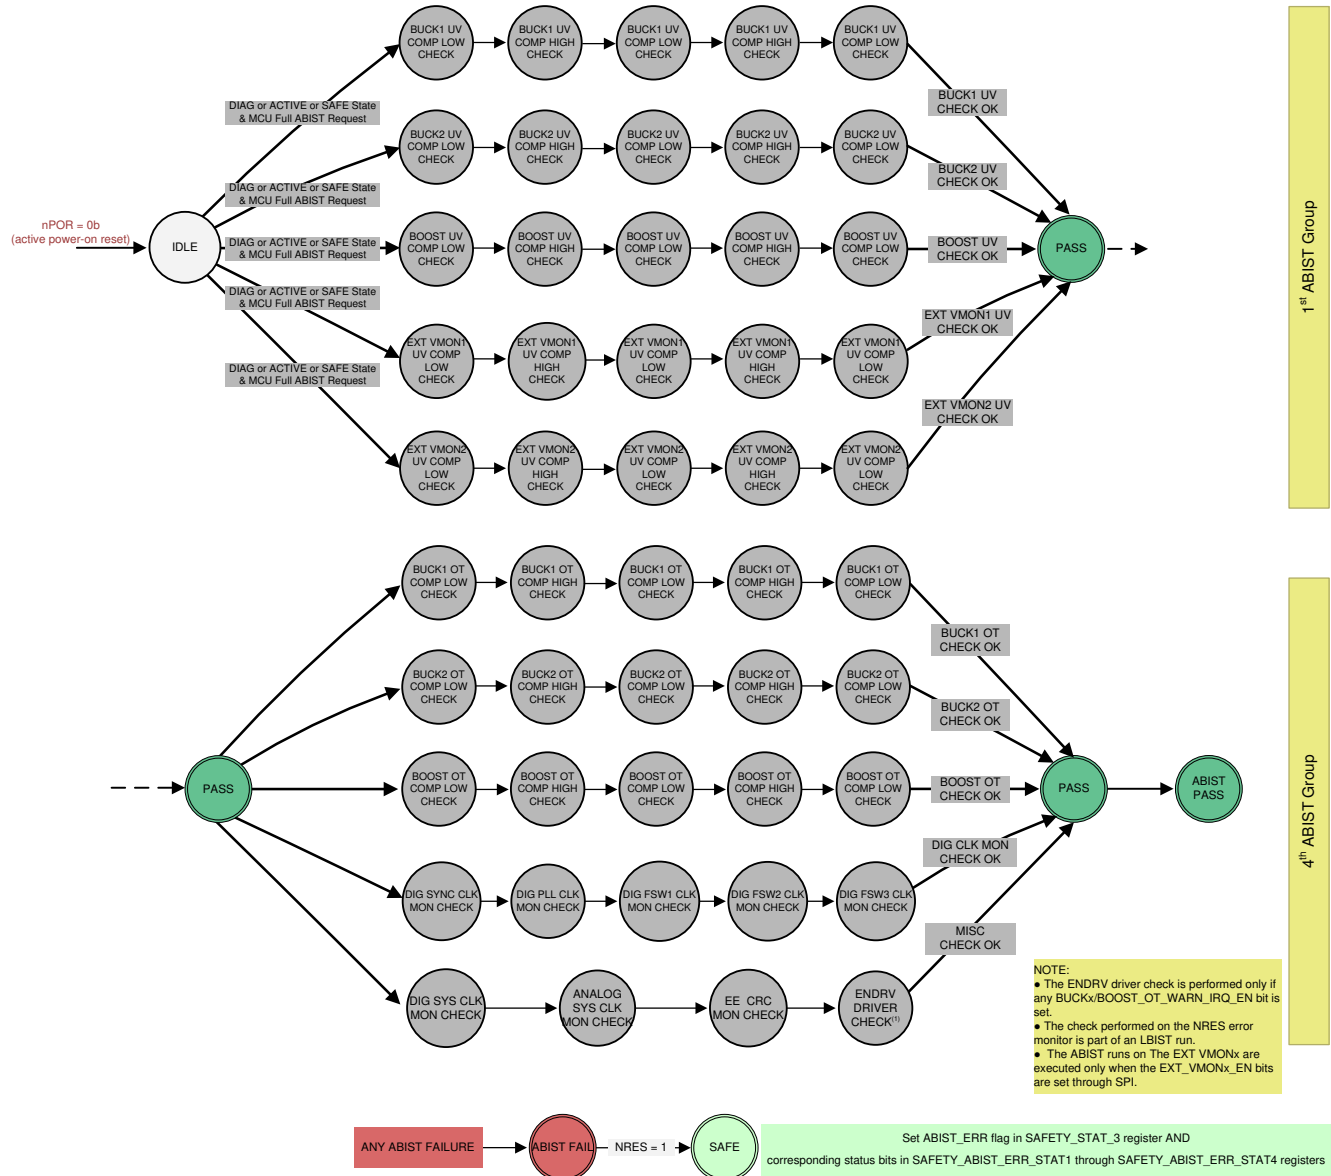 BUCK1 UV
COMP LOW
CHECK
BUCK1 UV
COMP HIGH
CHECK
BUCK1 UV
COMP LOW
CHECK
BUCK1 UV
COMP HIGH
CHECK
BUCK1 UV
COMP LOW
CHECK
DIAG or ACTIVE or SAFE State
& MCU Full ABIST Request
BUCK1 UV
CHECK OK
BUCK2 UV
COMP LOW
CHECK
BUCK2 UV
COMP HIGH
CHECK
BUCK2 UV
COMP LOW
CHECK
BUCK2 UV
COMP HIGH
CHECK
BUCK2 UV
COMP LOW
CHECK
DIAG or ACTIVE or SAFE State
& MCU Full ABIST Request
BUCK2 UV
CHECK OK
nPOR = 0b
(active power-on reset)
IDLE
DIAG or ACTIVE or SAFE State
& MCU Full ABIST Request
BOOST UV
COMP LOW
CHECK
BOOST UV
COMP HIGH
CHECK
BOOST UV
COMP LOW
CHECK
BOOST UV
COMP HIGH
CHECK
BOOST UV
COMP LOW
CHECK
BOOST UV
CHECK OK
PASS
1st ABIST Group
DIAG or ACTIVE or SAFE State
& MCU Full ABIST Request
EXT VMON1
UV COMP
LOW
CHECK
EXT VMON1
UV COMP
HIGH
CHECK
EXT VMON1
UV COMP
LOW
CHECK
EXT VMON1
UV COMP
HIGH
CHECK
EXT VMON1
UV COMP
LOW
CHECK
EXT VMON1 UV
CHECK OK
DIAG or ACTIVE or SAFE State
& MCU Full ABIST Request
EXT VMON2
UV COMP
LOW
CHECK
EXT VMON2
UV COMP
HIGH
CHECK
EXT VMON2
UV COMP
LOW
CHECK
EXT VMON2
UV COMP
HIGH
CHECK
EXT VMON2
UV COMP
LOW
CHECK
EXT VMON2 UV
CHECK OK
BUCK1 OT
COMP LOW
CHECK
BUCK1 OT
COMP HIGH
CHECK
BUCK1 OT
COMP LOW
CHECK
BUCK1 OT
COMP HIGH
CHECK
BUCK1 OT
COMP LOW
CHECK
BUCK1 OT
CHECK OK
BUCK2 OT
COMP LOW
CHECK
BUCK2 OT
COMP HIGH
CHECK
BUCK2 OT
COMP LOW
CHECK
BUCK2 OT
COMP HIGH
CHECK
BUCK2 OT
COMP LOW
CHECK
BUCK2 OT
CHECK OK
PASS
BOOST OT
COMP LOW
CHECK
BOOST OT
COMP HIGH
CHECK
BOOST OT
COMP LOW
CHECK
BOOST OT
COMP HIGH
CHECK
BOOST OT
COMP LOW
CHECK
BOOST OT
CHECK OK
PASS
ABIST
PASS
4th ABIST Group
DIG SYNC CLK
MON CHECK
DIG PLL CLK
MON CHECK
DIG FSW1 CLK
MON CHECK
DIG FSW2 CLK
MON CHECK
DIG FSW3 CLK
MON CHECK
DIG CLK MON
CHECK OK
DIG SYS CLK
MON CHECK
ANALOG
SYS CLK
MON CHECK
EE CRC
MON CHECK
ENDRV
DRIVER
CHECK(1)
MISC
CHECK OK
NOTE:
● The ENDRV driver check is performed only if
any BUCKx/BOOST_OT_WARN_IRQ_EN bit is
set.
● The check performed on the NRES error
monitor is part of an LBIST run.
● The ABIST runs on The EXT VMONx are
executed only when the EXT_VMONx_EN bits
are set through SPI.
ANY ABIST FAILURE
ABIST FAIL
NRES = 1
SAFE
Set ABIST_ERR flag in SAFETY_STAT_3 register AND
corresponding status bits in SAFETY_ABIST_ERR_STAT1 through SAFETY_ABIST_ERR_STAT4 registers